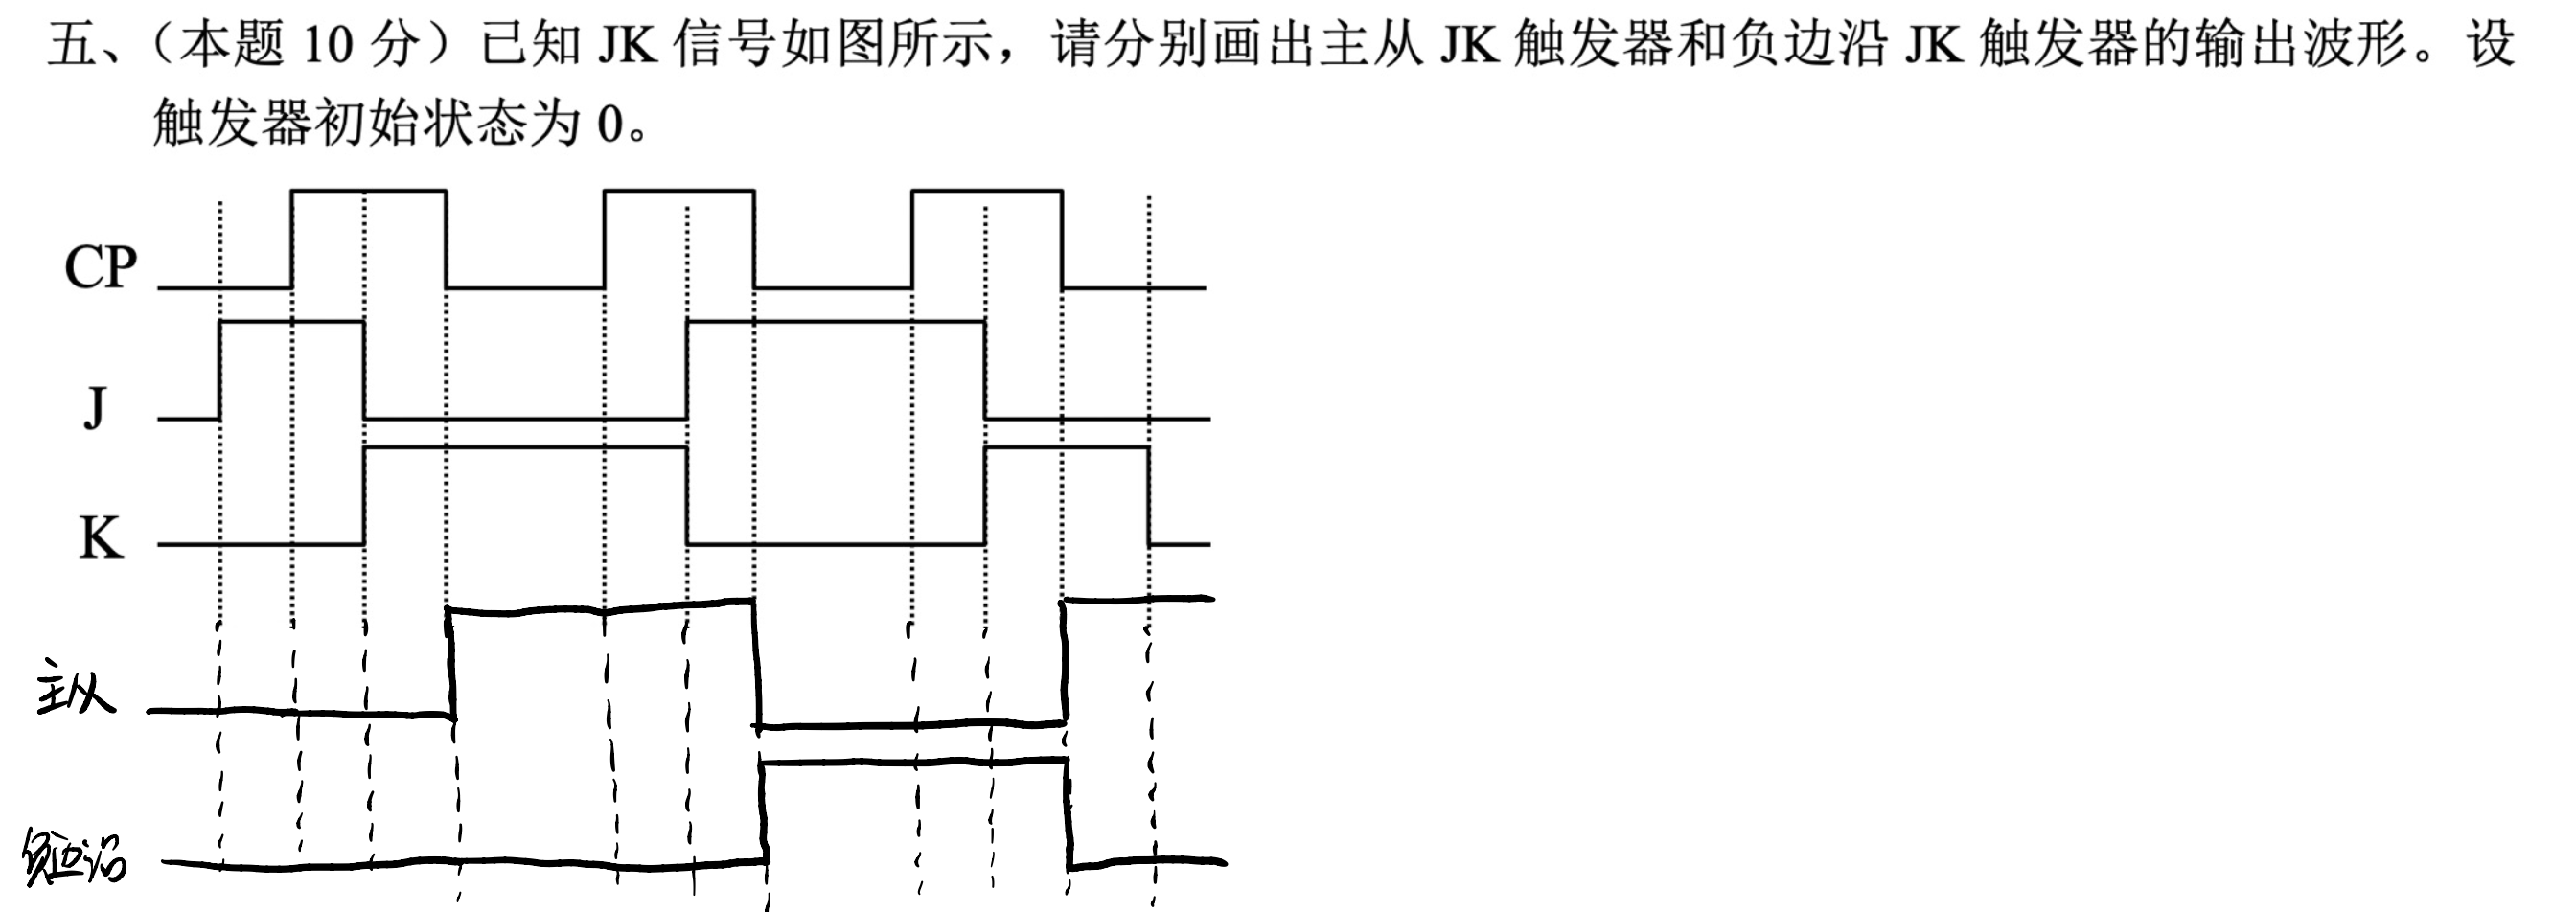 五、（本题 10 分）已知 JK 信号如图所示，请分别画出主从 JK 触发器和负边沿 JK 触发器的输出波形。设
触发器初始状态为 0。
CP
J
K
主从
负边沿